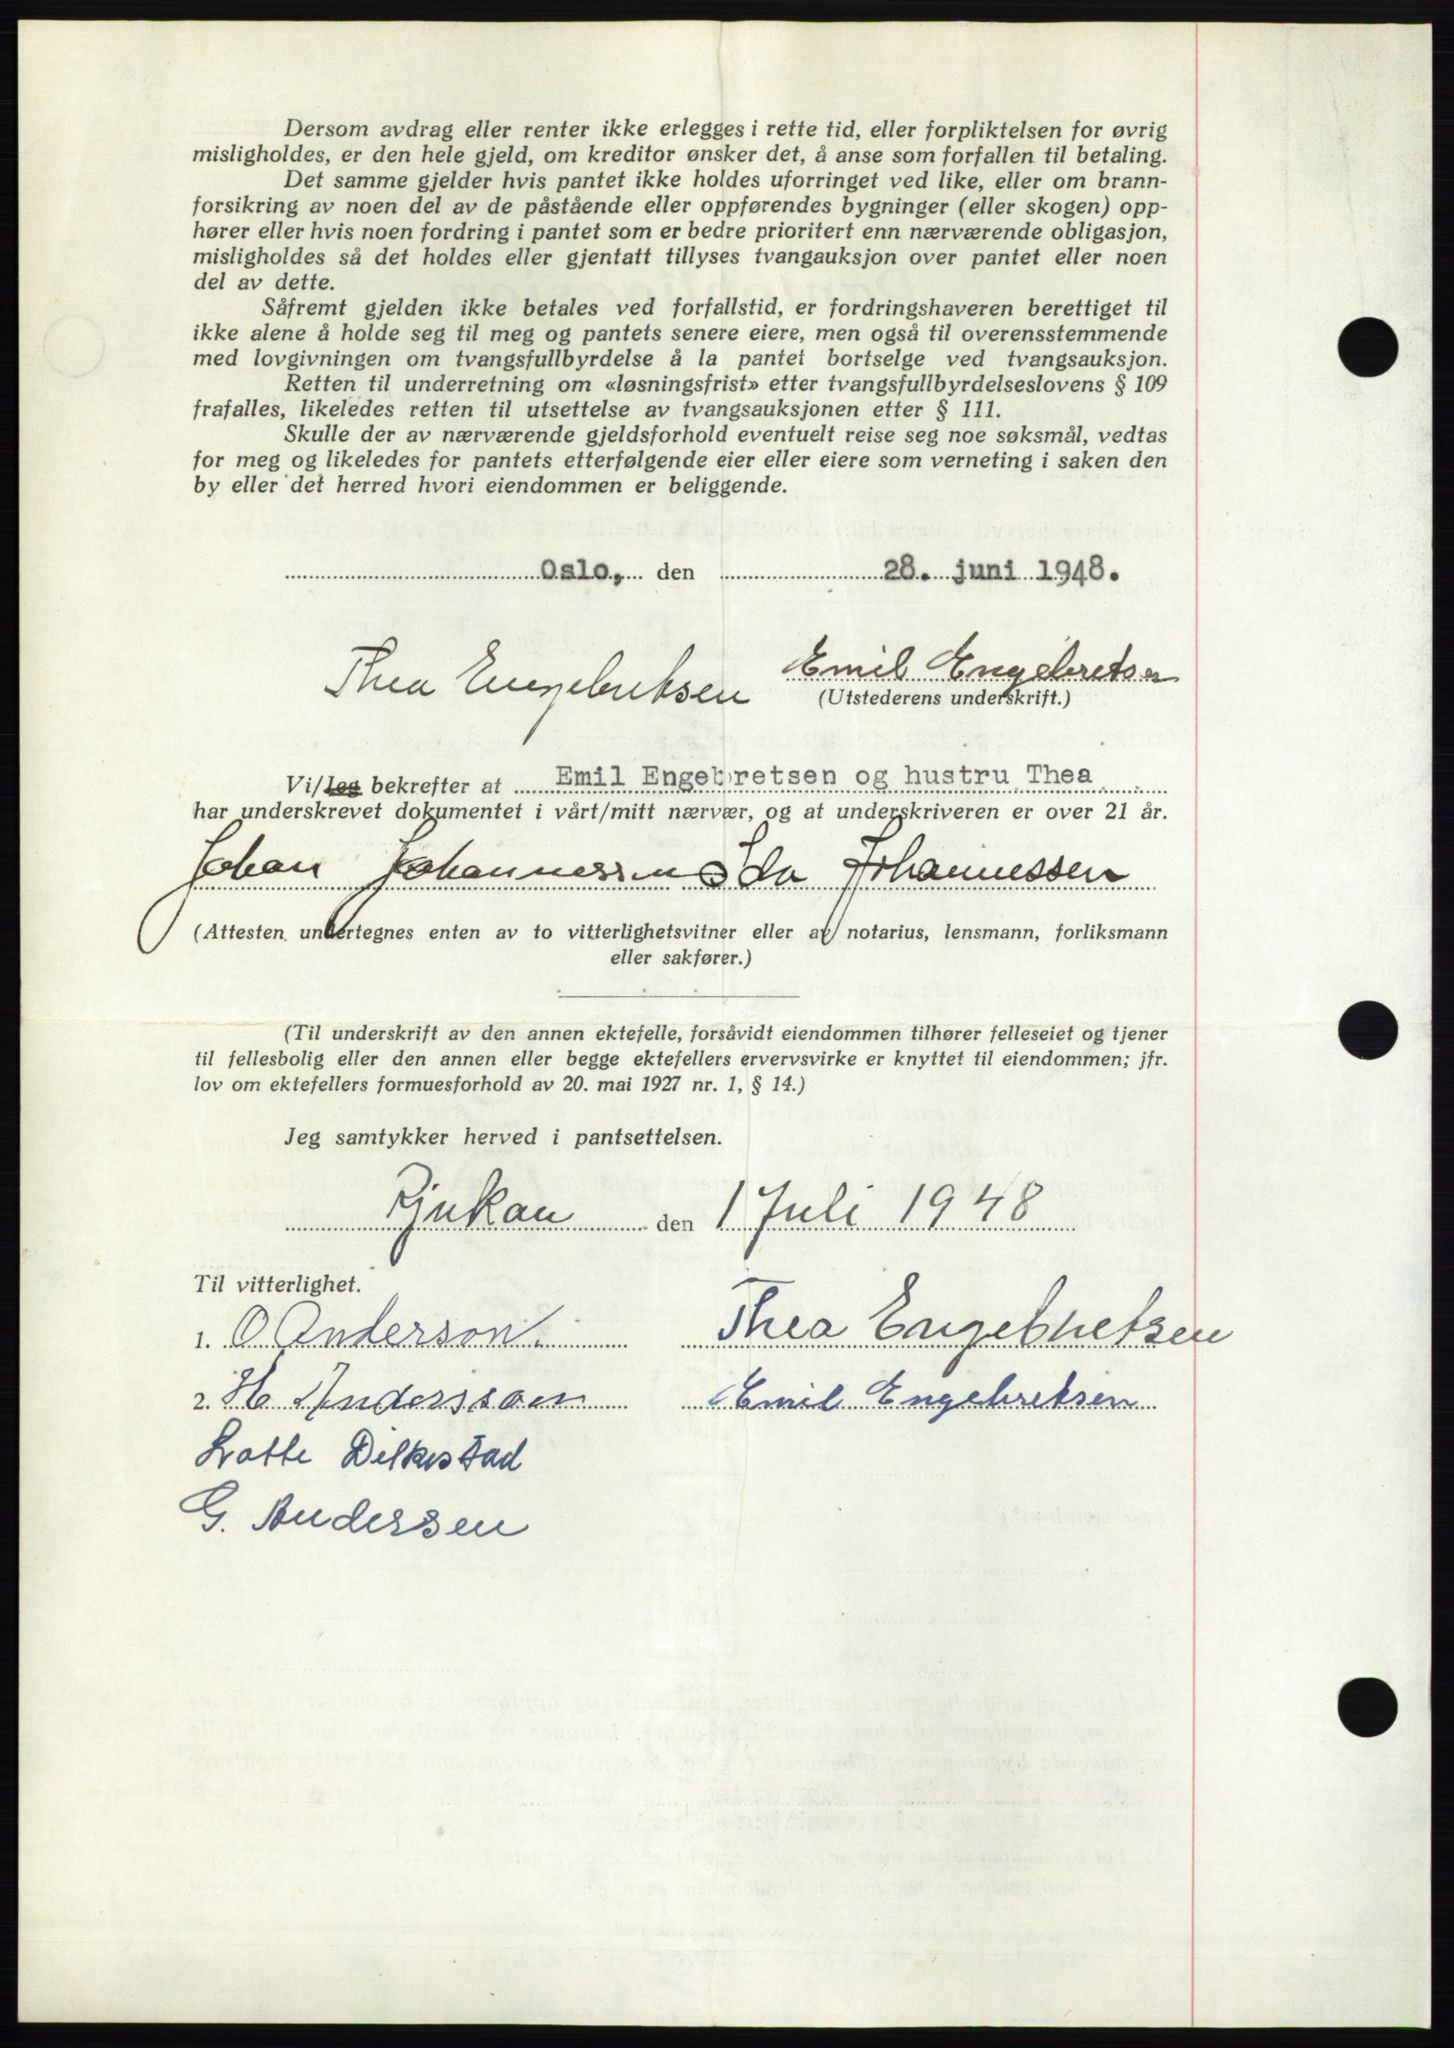 Dersom avdrag eller renter ikke erlegges i rette tid, eller forpliktelsen for øvrig
misligholdes, er den hele gjeld, om kreditor ønsker det, å anse som forfallen til betaling.
Det samme gjelder hvis pantet ikke holdes uforringet ved like, eller om brann-
forsikring av noen del av de påstående eller oppførendes bygninger (eller skogen) opp-
hører eller hvis noen fordring i pantet som er bedre prioritert enn nærværende obligasjon,
misligholdes så det holdes eller gjentatt tillyses tvangauksjon over pantet eller noen
del av dette.
Såfremt gjelden ikke betales ved forfallstid, er fordringshaveren berettiget til
ikke alene å holde seg til meg og pantets senere eiere, men også til overensstemmende
med lovgivningen om tvangsfullbyrdelse å la pantet bortselge ved tvangsauksjon.
Retten til underretning om «løsningsfrist» etter tvangsfullbyrdelseslovens § 109
frafalles, likeledes retten til utsettelse av tvangsauksjonen etter § 111.
Skulle der av nærværende gjeldsforhold eventuelt reise seg noe søksmål, vedtas
for meg og likeledes for pantets etterfølgende eier eller eiere som verneting i saken den
by eller det herred hvori eiendommen er beliggende.
Oslo, den 28. juni 1948.
Thea Engebretsen Emil Engebretsen
(Utstederens underskrift.)
Vi/Jeg bekrefter at Emil Engebretsen og hustru Thea
har underskrevet dokumentet i vårt/mitt nærvær, og at underskriveren er over 21 år.
Johan Johannessen Ida Johannessen
(Attesten undertegnes enten av to vitterlighetsvitner eller av notarius, lensmann, forliksmann
eller sakfører.)
(Til underskrift av den annen ektefelle, forsåvidt eiendommen tilhører felleseiet og tjener
til fellesbolig eller den annen eller begge ektefellers ervervsvirke er knyttet til eiendommen; jfr.
lov om ektefellers formuesforhold av 20. mai 1927 nr. 1, § 14.)
Jeg samtykker herved i pantsettelsen.
Rjukan den 1 Juli 1948
Til vitterlighet.
1. O Anderson. Thea Engebretsen
2. H Andersson Emil Engebretsen
Lotte
G. Andersen